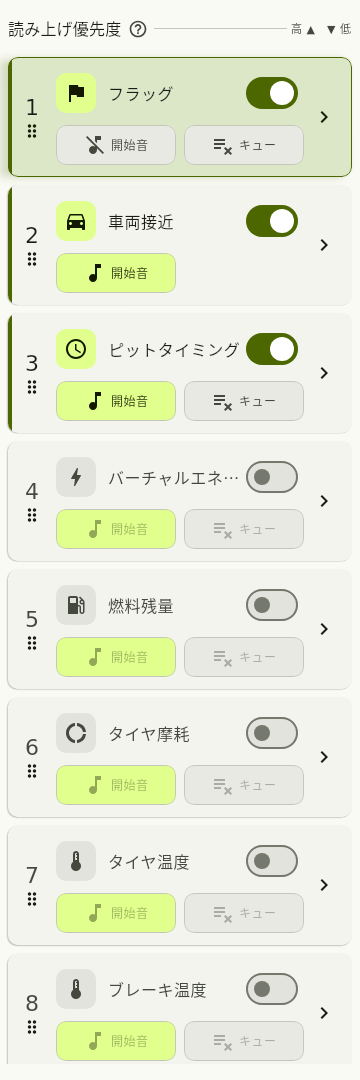 読み上げ優先度 高▲ ▼低
1
フラッグ
開始音 キュー
2
車両接近
開始音
3
ピットタイミング
開始音 キュー
4
バーチャルエネ…
開始音 キュー
5
燃料残量
開始音 キュー
6
タイヤ摩耗
開始音 キュー
7
タイヤ温度
開始音 キュー
8
ブレーキ温度
開始音 キュー